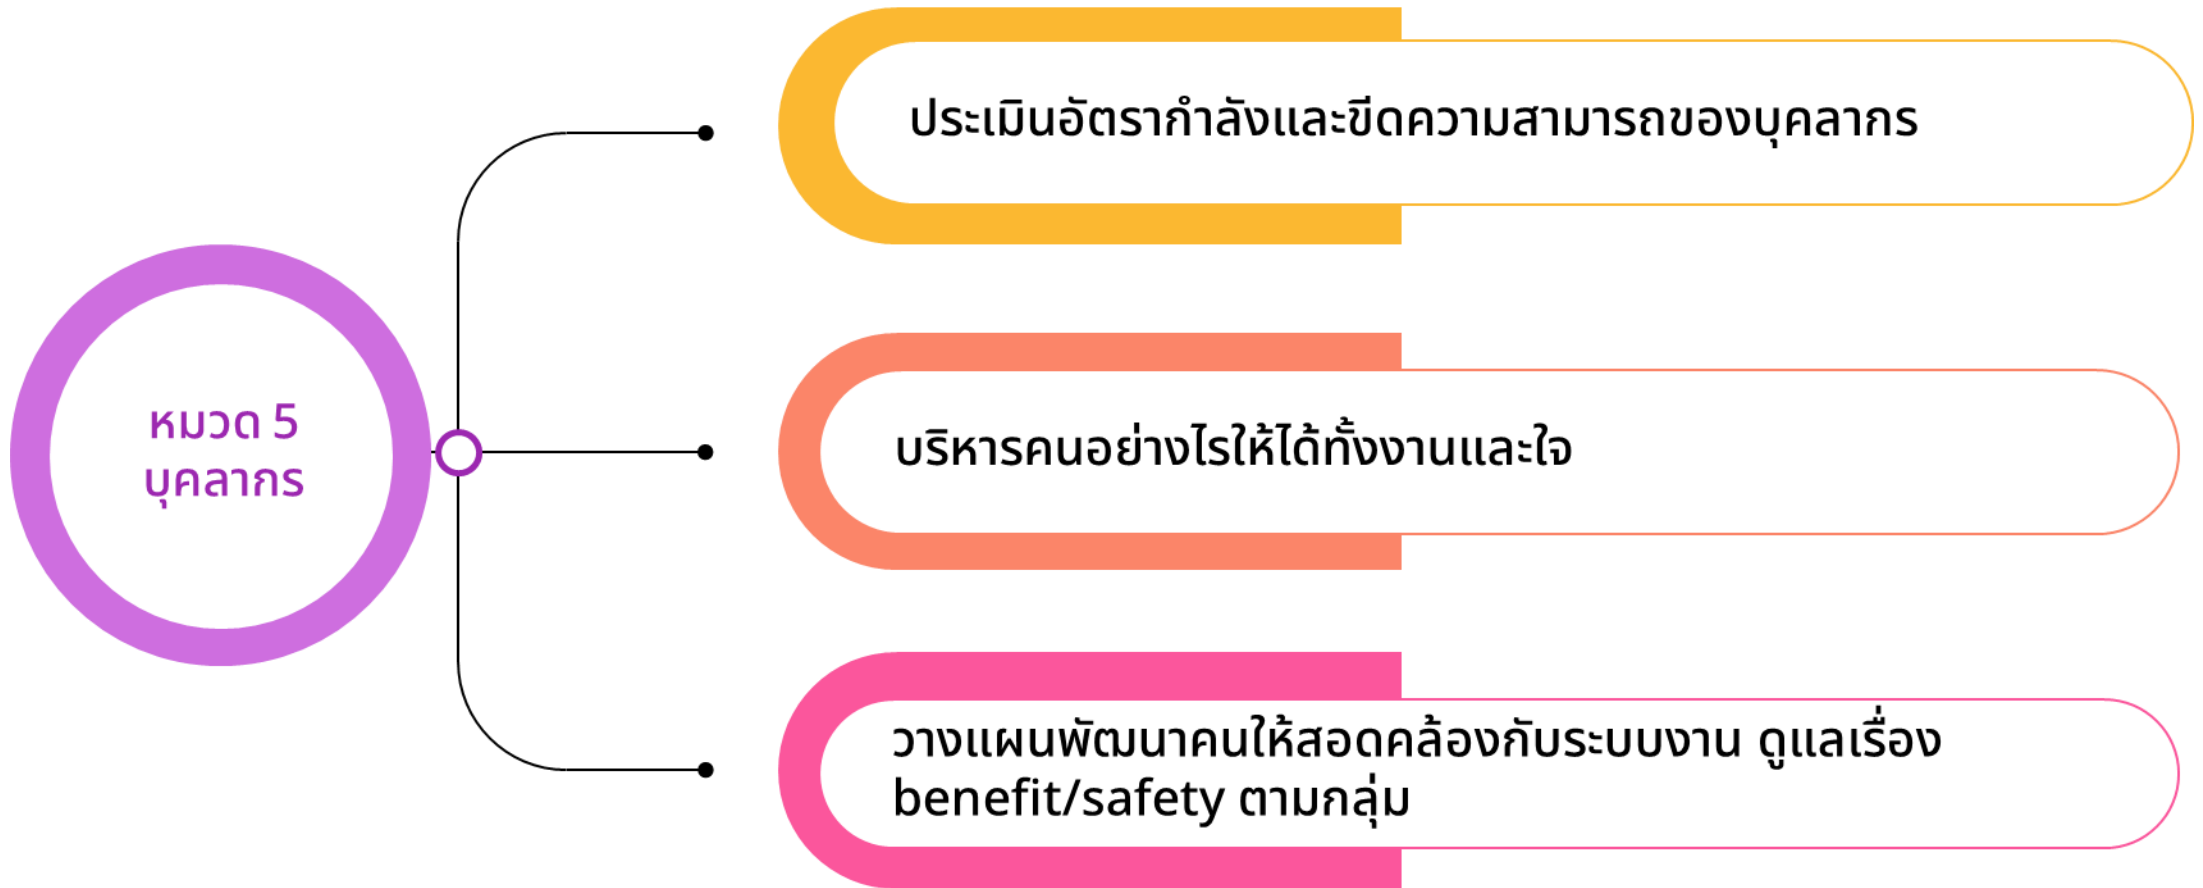 หมวด 5
บุคลากร
ประเมินอัตรากำลังและขีดความสามารถของบุคลากร
บริหารคนอย่างไรให้ได้ทั้งงานและใจ
วางแผนพัฒนาคนให้สอดคล้องกับระบบงาน ดูแลเรื่อง
benefit/safety ตามกลุ่ม